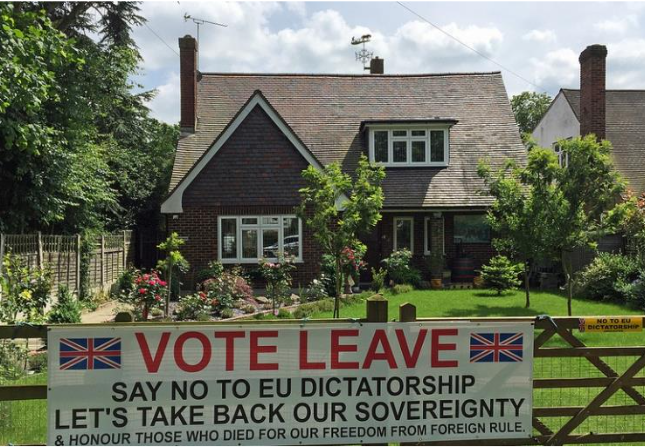 NO TO EU
DICTATORSHIP
VOTE LEAVE
SAY NO TO EU DICTATORSHIP
LET'S TAKE BACK OUR SOVEREIGNTY
& HONOUR THOSE WHO DIED FOR OUR FREEDOM FROM FOREIGN RULE.